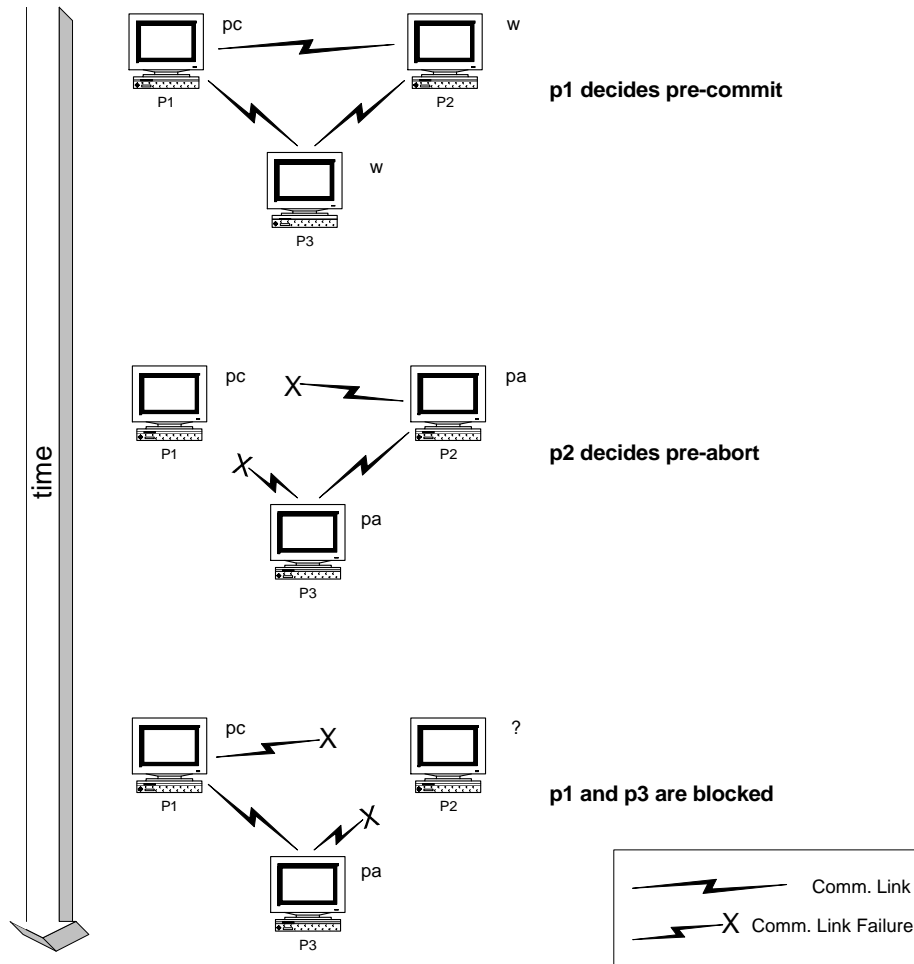 pc
w
P1
P2
p1 decides pre-commit
w
P3
time
pc
X
pa
P1
P2
p2 decides pre-abort
X
pa
P3
pc
X
?
P1
P2
p1 and p3 are blocked
X
pa
P3
Comm. Link
X Comm. Link Failure